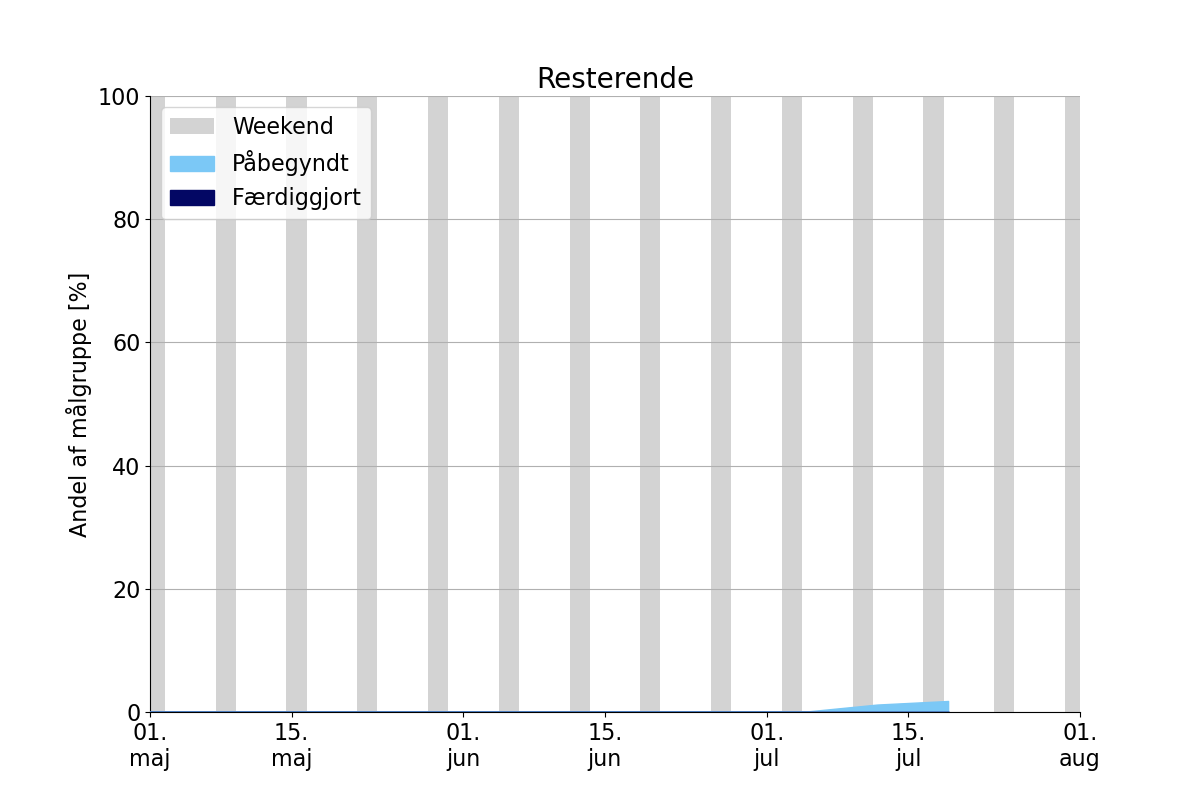 Resterende
100
80
60
40
20
0
Andel af målgruppe [%]
Weekend
Påbegyndt
Færdiggjort
01. 15. 01. 15. 01. 15. 01.
maj maj jun jun jul jul aug